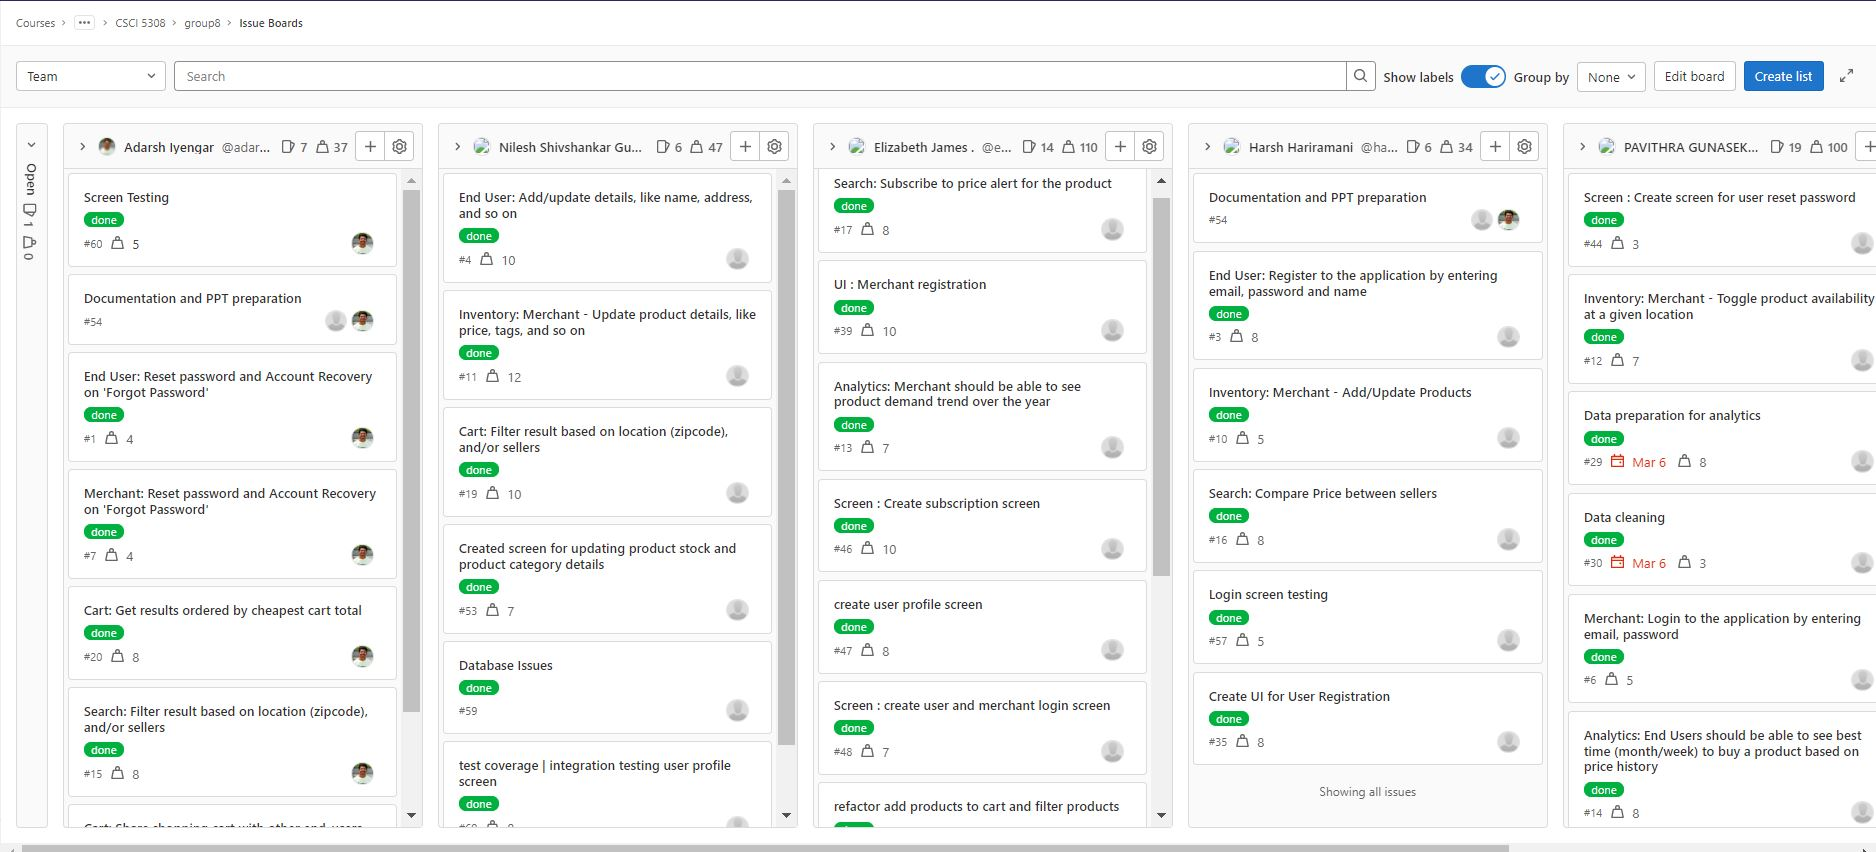 Courses > ... > CSCI 5308 > group8 > Issue Boards
Team
Search
Show labels
Group by
None
Edit board
Create list
Open 1 0
Adarsh Iyengar @adar... 7 37
Screen Testing
done
#60 5
Documentation and PPT preparation
#54
End User: Reset password and Account Recovery
on 'Forgot Password'
done
#1 4
Merchant: Reset password and Account Recovery
on 'Forgot Password'
done
#7 4
Cart: Get results ordered by cheapest cart total
done
#20 8
Search: Filter result based on location (zipcode),
and/or sellers
done
#15 8
Cart: Share shopping cart with other end-users
Nilesh Shivshankar Gu... 6 47
End User: Add/update details, like name, address,
and so on
done
#4 10
Inventory: Merchant - Update product details, like
price, tags, and so on
done
#11 12
Cart: Filter result based on location (zipcode),
and/or sellers
done
#19 10
Created screen for updating product stock and
product category details
done
#53 7
Database Issues
done
#59
test coverage | integration testing user profile
screen
done
Elizabeth James . @e... 14 110
Search: Subscribe to price alert for the product
done
#17 8
UI : Merchant registration
done
#39 10
Analytics: Merchant should be able to see
product demand trend over the year
done
#13 7
Screen : Create subscription screen
done
#46 10
create user profile screen
done
#47 8
Screen : create user and merchant login screen
done
#48 7
refactor add products to cart and filter products
Harsh Hariramani @ha... 6 34
Documentation and PPT preparation
#54
End User: Register to the application by entering
email, password and name
done
#3 8
Inventory: Merchant - Add/Update Products
done
#10 5
Search: Compare Price between sellers
done
#16 8
Login screen testing
done
#57 5
Create UI for User Registration
done
#35 8
Showing all issues
PAVITHRA GUNASEK... 19 100
Screen : Create screen for user reset password
done
#44 3
Inventory: Merchant - Toggle product availability
at a given location
done
#12 7
Data preparation for analytics
done
#29 Mar 6 8
Data cleaning
done
#30 Mar 6 3
Merchant: Login to the application by entering
email, password
done
#6 5
Analytics: End Users should be able to see best
time (month/week) to buy a product based on
price history
done
#14 8